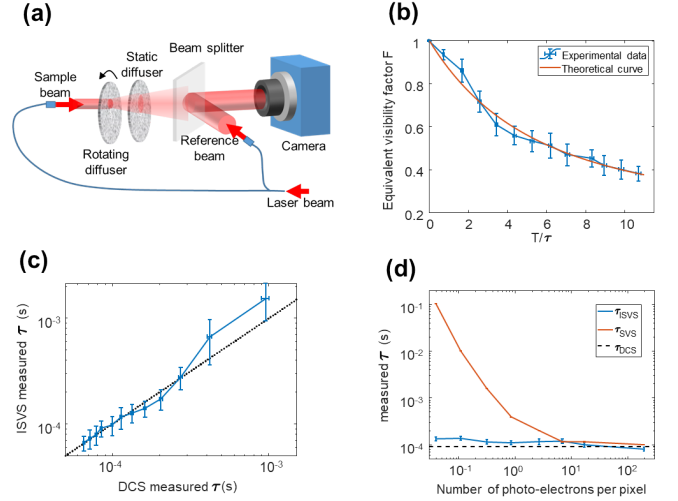 (a)
Static
diffuser
Beam splitter
Sample
beam
Rotating
diffuser
Reference
beam
Camera
Laser beam
(b)
Equivalent visibility factor F
1
0.8
0.6
0.4
0.2
Experimental data
Theoretical curve
0 2 4 6 8 10
T/τ
(c)
ISVS measured τ (s)
10⁻³
10⁻⁴
10⁻⁴ 10⁻³
DCS measured τ(s)
(d)
measured τ (s)
10⁻¹
10⁻²
10⁻³
10⁻⁴
τISVS
τSVS
τDCS
10⁻¹ 10⁰ 10¹ 10²
Number of photo-electrons per pixel